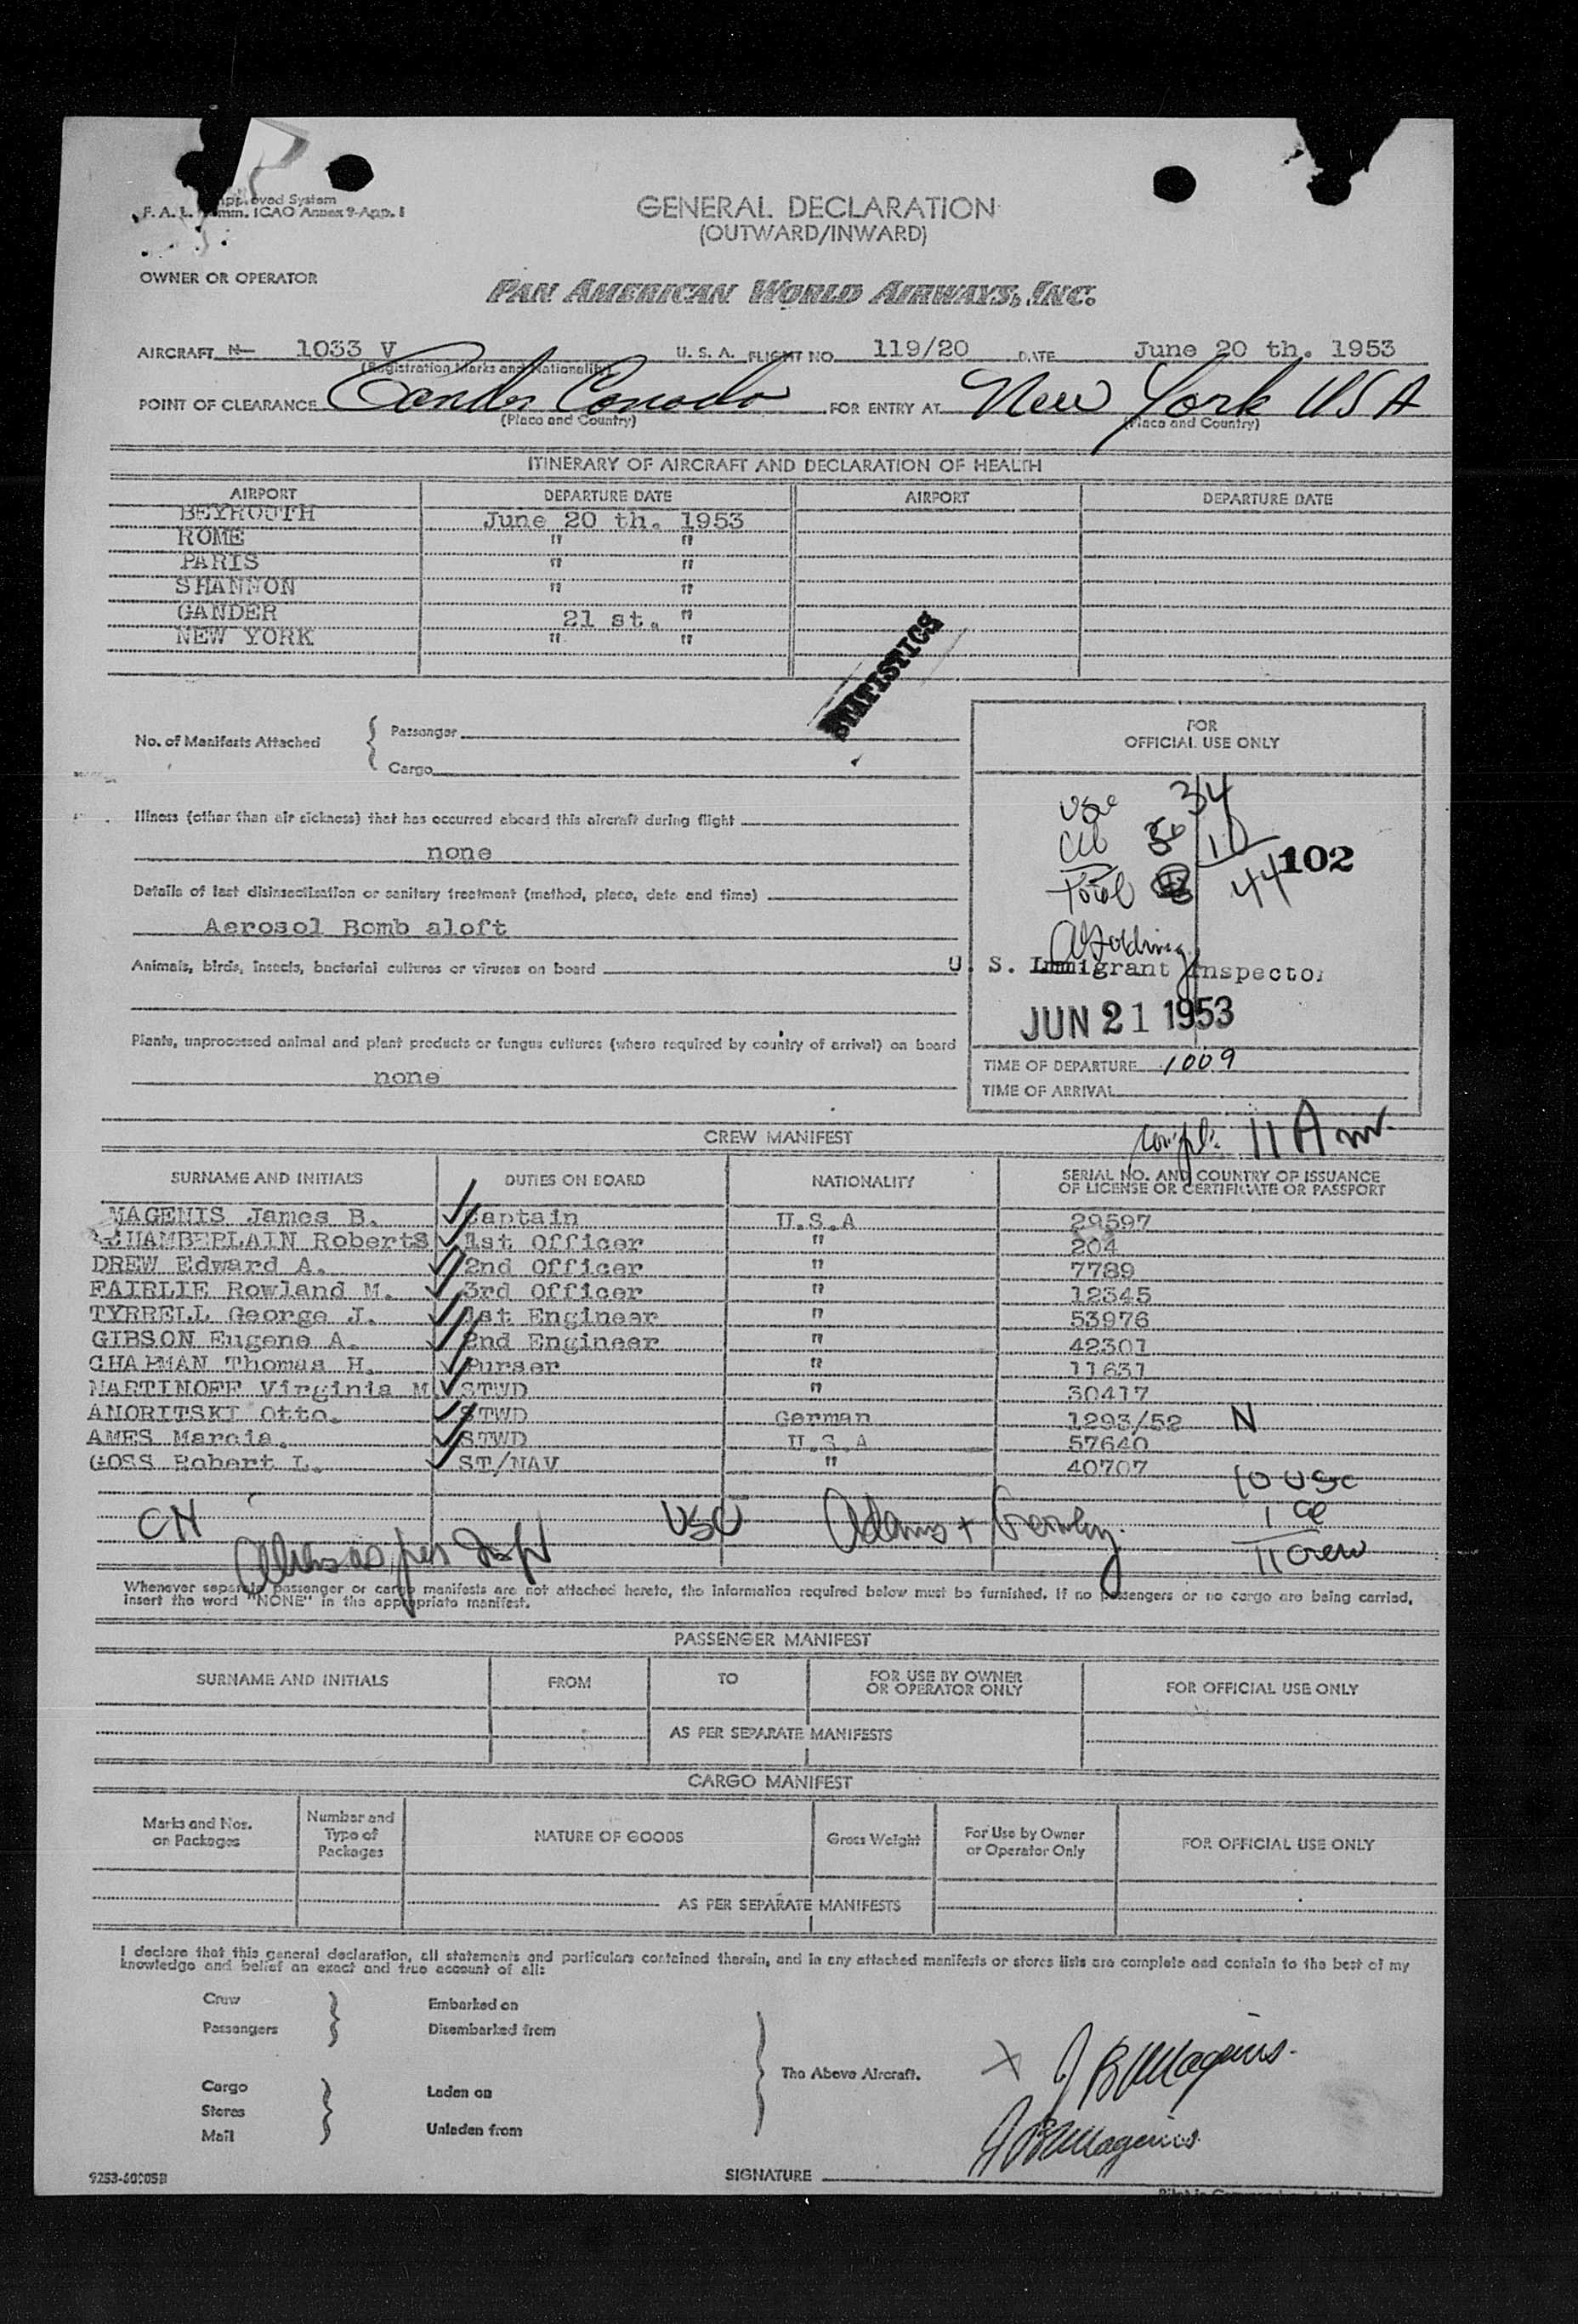 Approved System
F. A. L. Comm. ICAO Annex 9-App. 1
GENERAL DECLARATION
(OUTWARD/INWARD)
OWNER OR OPERATOR
PAN AMERICAN WORLD AIRWAYS, INC.
AIRCRAFT N- 1033 V U. S. A. FLIGHT NO. 119/20 DATE June 20 th. 1953
(Registration Marks and Nationality)
POINT OF CLEARANCE Gander Canada FOR ENTRY AT New York USA
(Place and Country) (Place and Country)
ITINERARY OF AIRCRAFT AND DECLARATION OF HEALTH
AIRPORT DEPARTURE DATE AIRPORT DEPARTURE DATE
BEYROUTH June 20 th. 1953
ROME " "
PARIS " "
SHANNON " "
GANDER 21 st. "
NEW YORK " "
STATISTICS
No. of Manifests Attached { Passenger
Cargo
FOR
OFFICIAL USE ONLY
Illness (other than air sickness) that has occurred aboard this aircraft during flight
none
34
10
44
102
Total
Details of last disinsectisation or sanitary treatment (method, place, date and time)
Aerosol Bomb aloft
Animals, birds, insects, bacterial cultures or viruses on board
U. S. Immigrant Inspector
JUN 21 1953
Plants, unprocessed animal and plant products or fungus cultures (where required by country of arrival) on board
none
TIME OF DEPARTURE 1009
TIME OF ARRIVAL
CREW MANIFEST
11 Am
SURNAME AND INITIALS DUTIES ON BOARD NATIONALITY SERIAL NO. AND COUNTRY OF ISSUANCE
OF LICENSE OR CERTIFICATE OR PASSPORT
MAGENIS James B. Captain U.S.A 29597
CHAMBERLAIN RobertS 1st Officer " 204
DREW Edward A. 2nd Officer " 7789
FAIRLIE Rowland M. 3rd Officer " 12345
TYRRELL George J. 1st Engineer " 53976
GIBSON Eugene A. 2nd Engineer " 42301
CHAPMAN Thomas H. Purser " 11631
MARTINOFF Virginia M. STWD " 30417
ANORITSKI Otto. STWD German 1293/52 N
AMES Marcia. STWD U.S.A 57640
GOSS Robert L. ST/NAV " 40707
10 USC
USC
11 Crew
Whenever separate passenger or cargo manifests are not attached hereto, the information required below must be furnished. If no passengers or no cargo are being carried,
insert the word "NONE" in the appropriate manifest.
PASSENGER MANIFEST
SURNAME AND INITIALS FROM TO FOR USE BY OWNER
OR OPERATOR ONLY FOR OFFICIAL USE ONLY
AS PER SEPARATE MANIFESTS
CARGO MANIFEST
Marks and Nos.
on Packages Number and
Type of
Packages NATURE OF GOODS Gross Weight For Use by Owner
or Operator Only FOR OFFICIAL USE ONLY
AS PER SEPARATE MANIFESTS
I declare that this general declaration, all statements and particulars contained therein, and in any attached manifests or stores lists are complete and contain to the best of my
knowledge and belief an exact and true account of all:
Crew Embarked on
Passengers Disembarked from
The Above Aircraft.
X J B Magenis.
Cargo Laden on
Stores
Mail Unladen from
J B Magenis
9253-60005B
SIGNATURE